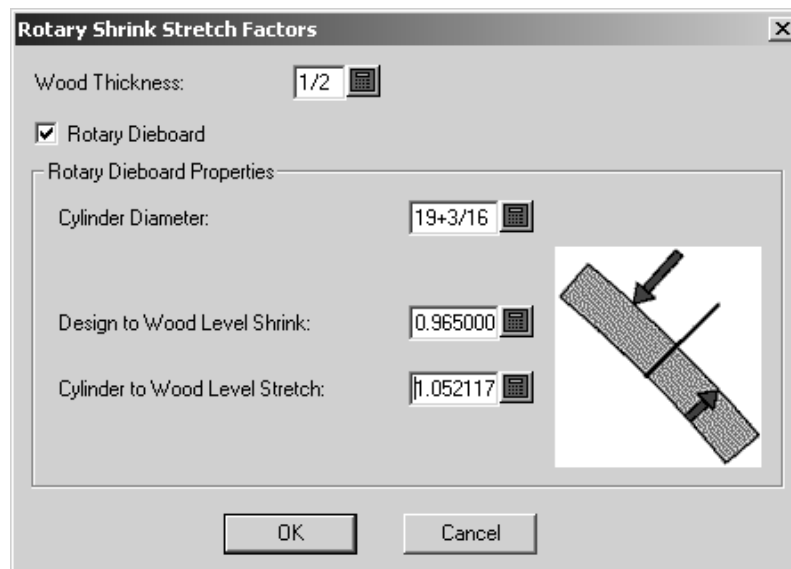 Rotary Shrink Stretch Factors
Wood Thickness: 1/2
Rotary Dieboard
Rotary Dieboard Properties
Cylinder Diameter: 19+3/16
Design to Wood Level Shrink: 0.965000
Cylinder to Wood Level Stretch: 1.052117
OK Cancel